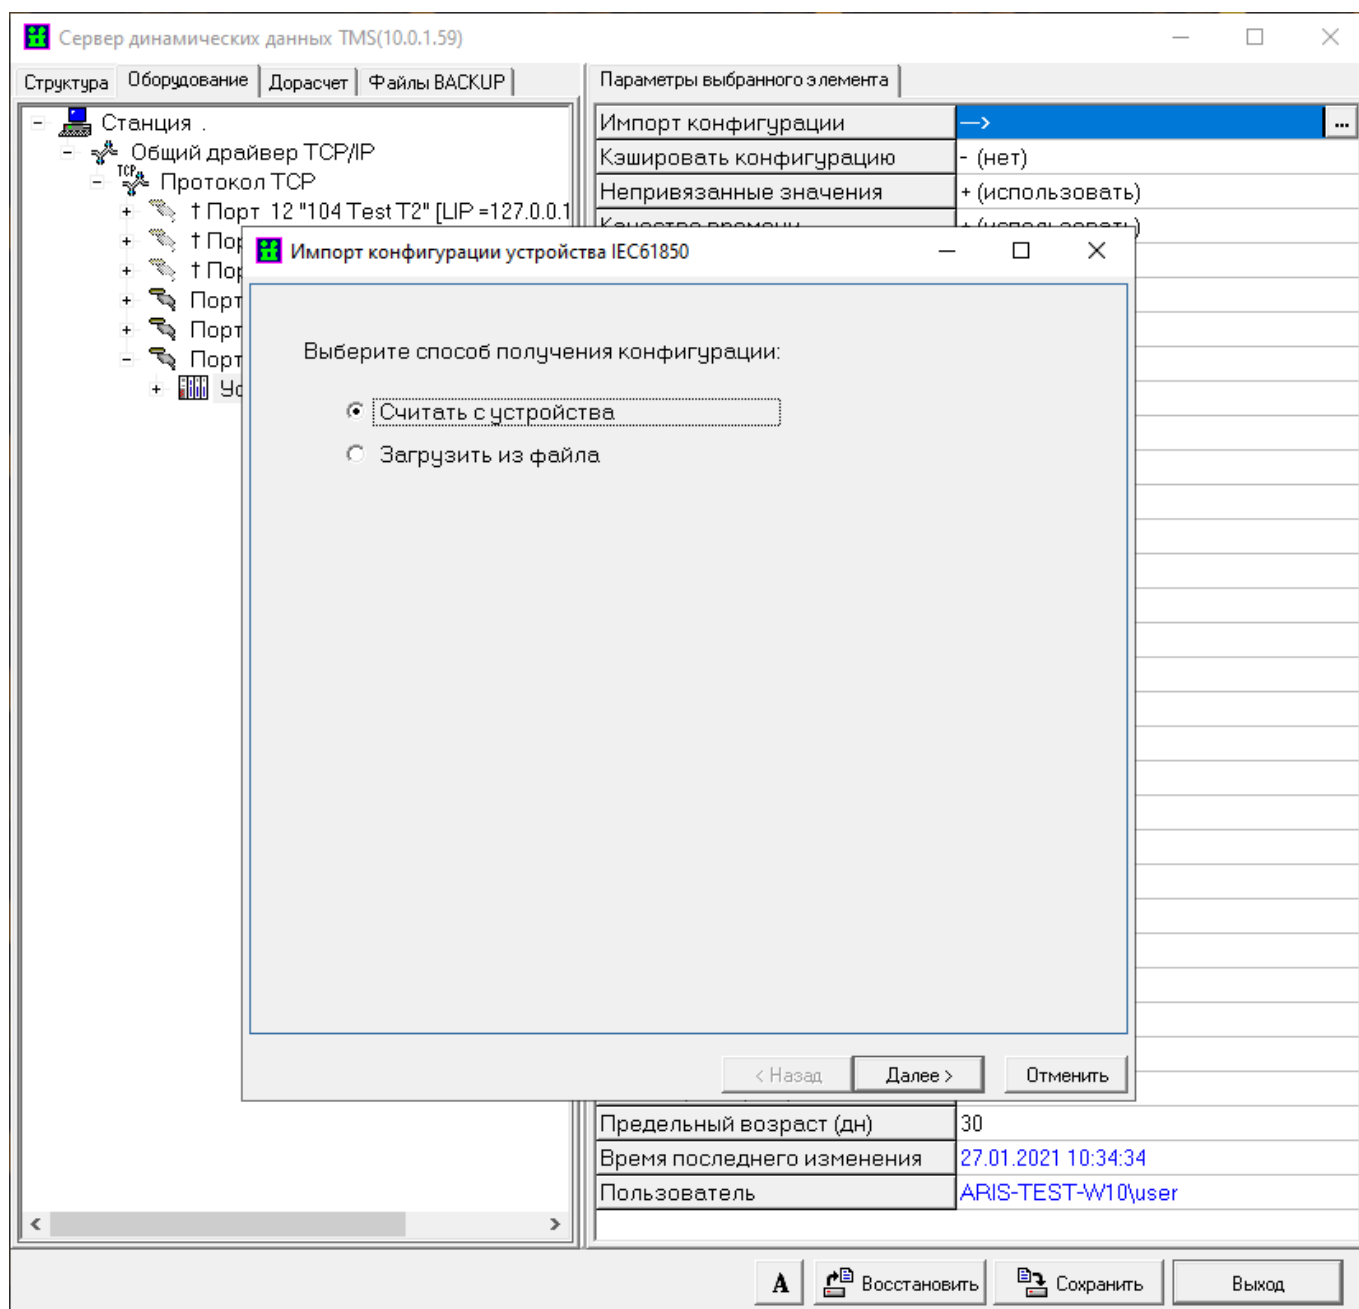 Сервер динамических данных TMS(10.0.1.59)
Структура Оборудование Дорасчет Файлы BACKUP
Параметры выбранного элемента
Станция .
Общий драйвер TCP/IP
TCP Протокол TCP
† Порт 12 "104 Test T2" [LIP =127.0.0.1
† Пор
† Пор
Порт
Порт
Порт
Импорт конфигурации —> ...
Кэшировать конфигурацию - (нет)
Непривязанные значения + (использовать)
Качество времени + (использовать)
Импорт конфигурации устройства IEC61850
Выберите способ получения конфигурации:
Считать с устройства
Загрузить из файла
< Назад Далее > Отменить
Предельный возраст (дн) 30
Время последнего изменения 27.01.2021 10:34:34
Пользователь ARIS-TEST-W10\user
A Восстановить Сохранить Выход